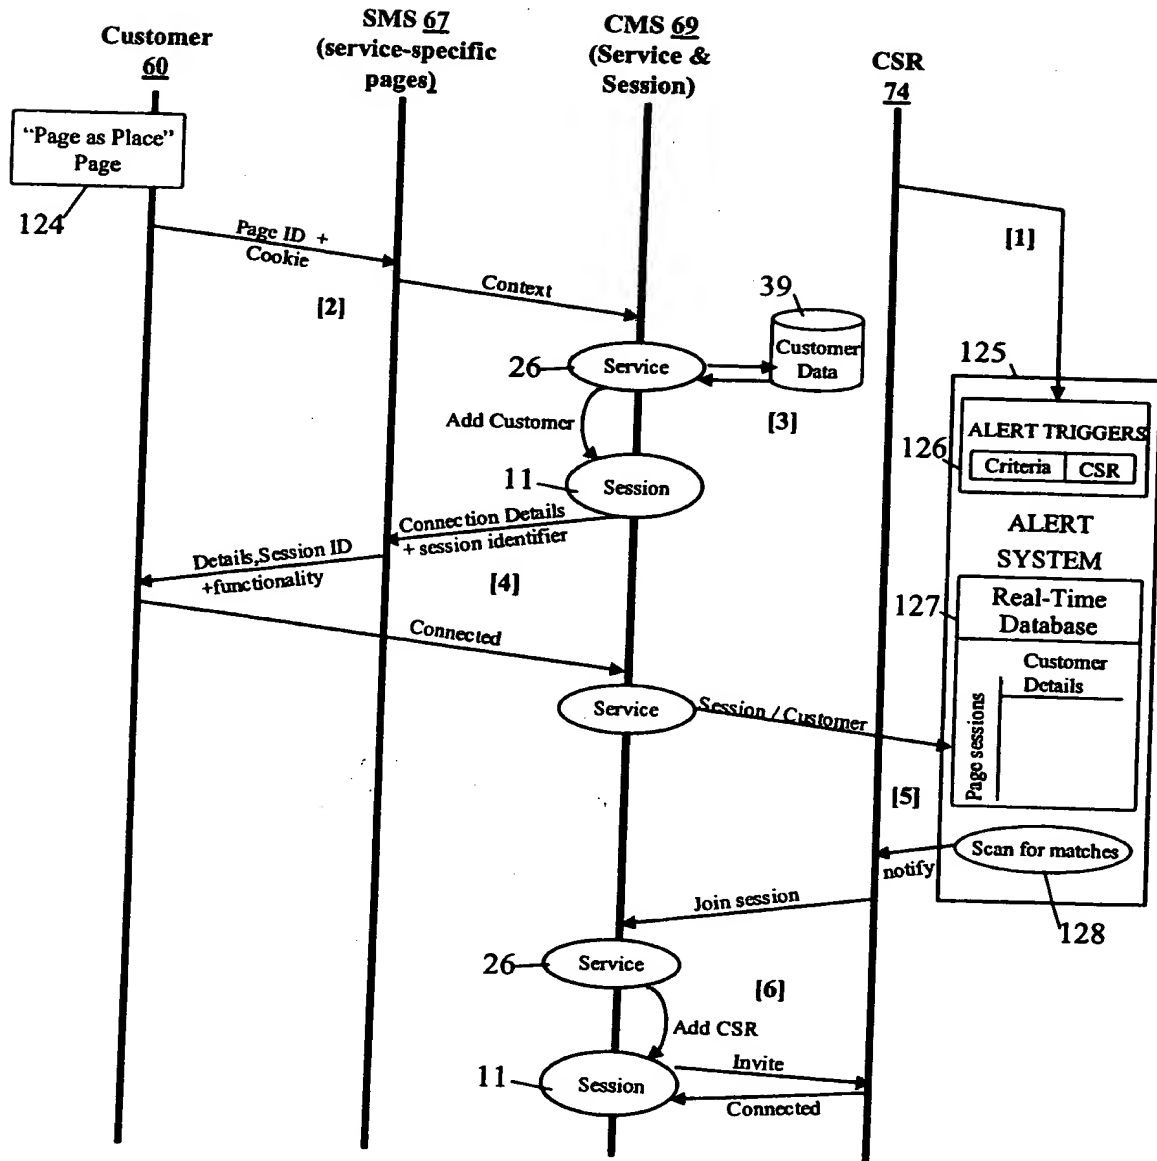 Customer
60
SMS 67
(service-specific
pages)
CMS 69
(Service &
Session)
CSR
74
“Page as Place”
Page
124
Page ID +
Cookie
[1]
Context
[2]
39
Customer
Data
26
Service
[3]
125
Add Customer
ALERT TRIGGERS
126
Criteria
CSR
11
Session
Connection Details
+ session identifier
ALERT
SYSTEM
Details,Session ID
+functionality
[4]
127
Real-Time
Database
Connected
Customer
Details
Page sessions
Service
Session / Customer
[5]
Scan for matches
notify
Join session
128
26
Service
[6]
Add CSR
Invite
11
Session
Connected